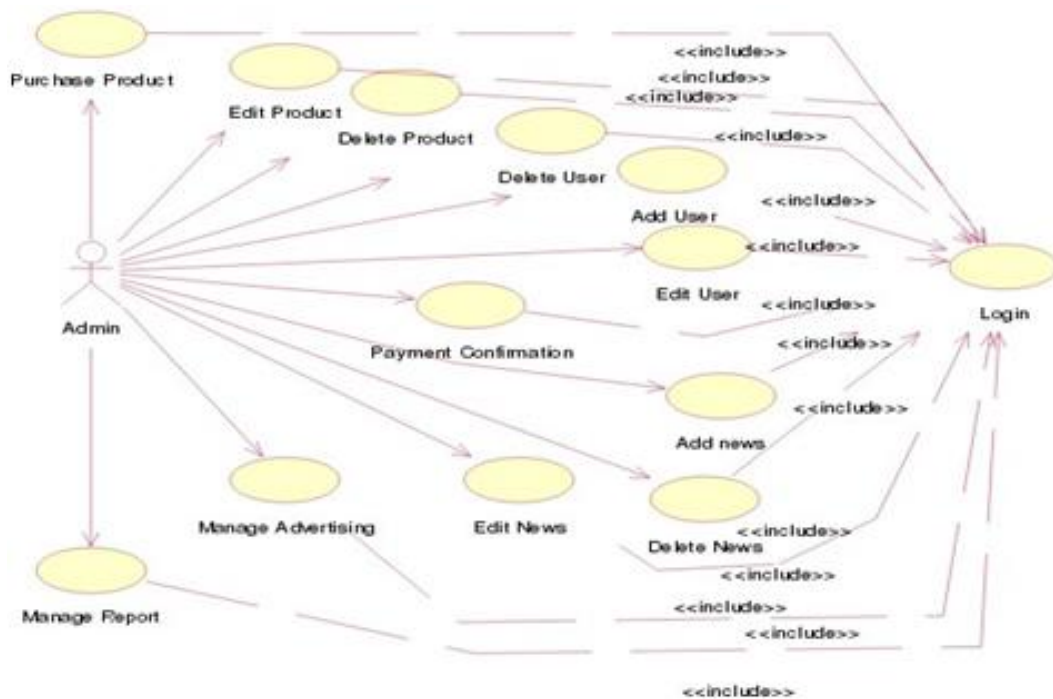 <<include>>
Purchase Product
<<include>>
<<include>>
Edit Product
Delete Product
<<include>>
Delete User
<<include>>
Add User
<<include>>
Edit User
Login
<<include>>
Admin
Payment Confirmation
<<include>>
<<include>>
Add news
Manage Advertising
Edit News
<<include>>
Delete News
<<include>>
<<include>>
Manage Report
<<include>>
<<include>>